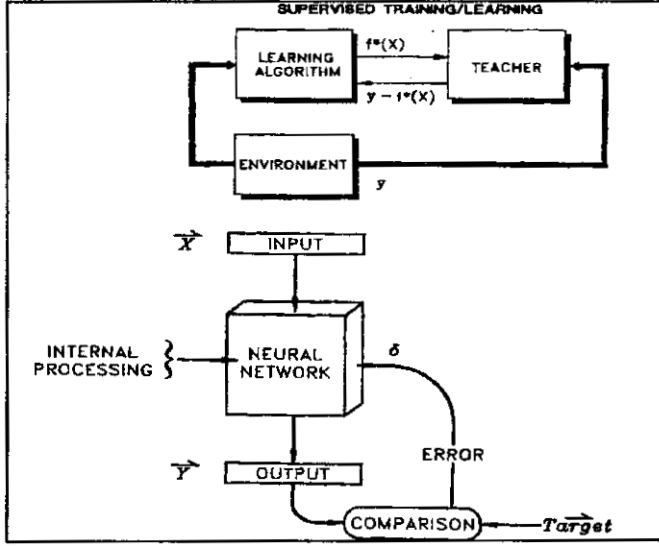 SUPERVISED TRAINING/LEARNING
LEARNING
ALGORITHM
f*(X)
y - f*(X)
TEACHER
ENVIRONMENT
y
X
INPUT
INTERNAL
PROCESSING
NEURAL
NETWORK
δ
ERROR
Y
OUTPUT
COMPARISON
Target